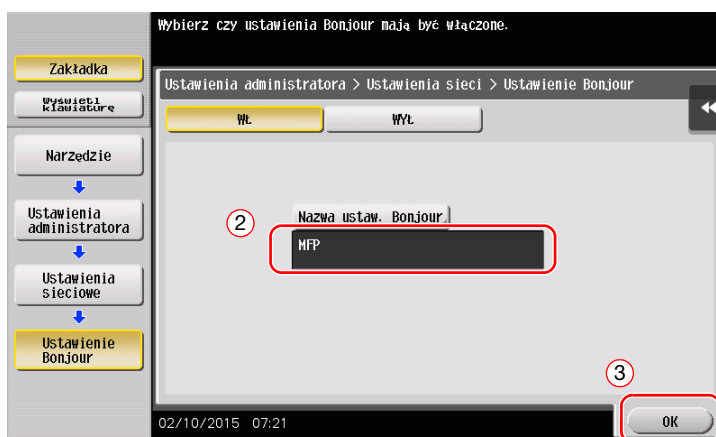 Wybierz czy ustawienia Bonjour mają być włączone.
Zakładka
Wyświetl
klawiaturę
Narzędzie
Ustawienia
administratora
Ustawienia
sieciowe
Ustawienie
Bonjour
Ustawienia administratora > Ustawienia sieci > Ustawienie Bonjour
WŁ
WYŁ
2
Nazwa ustaw. Bonjour
MFP
3
02/10/2015 07:21
OK